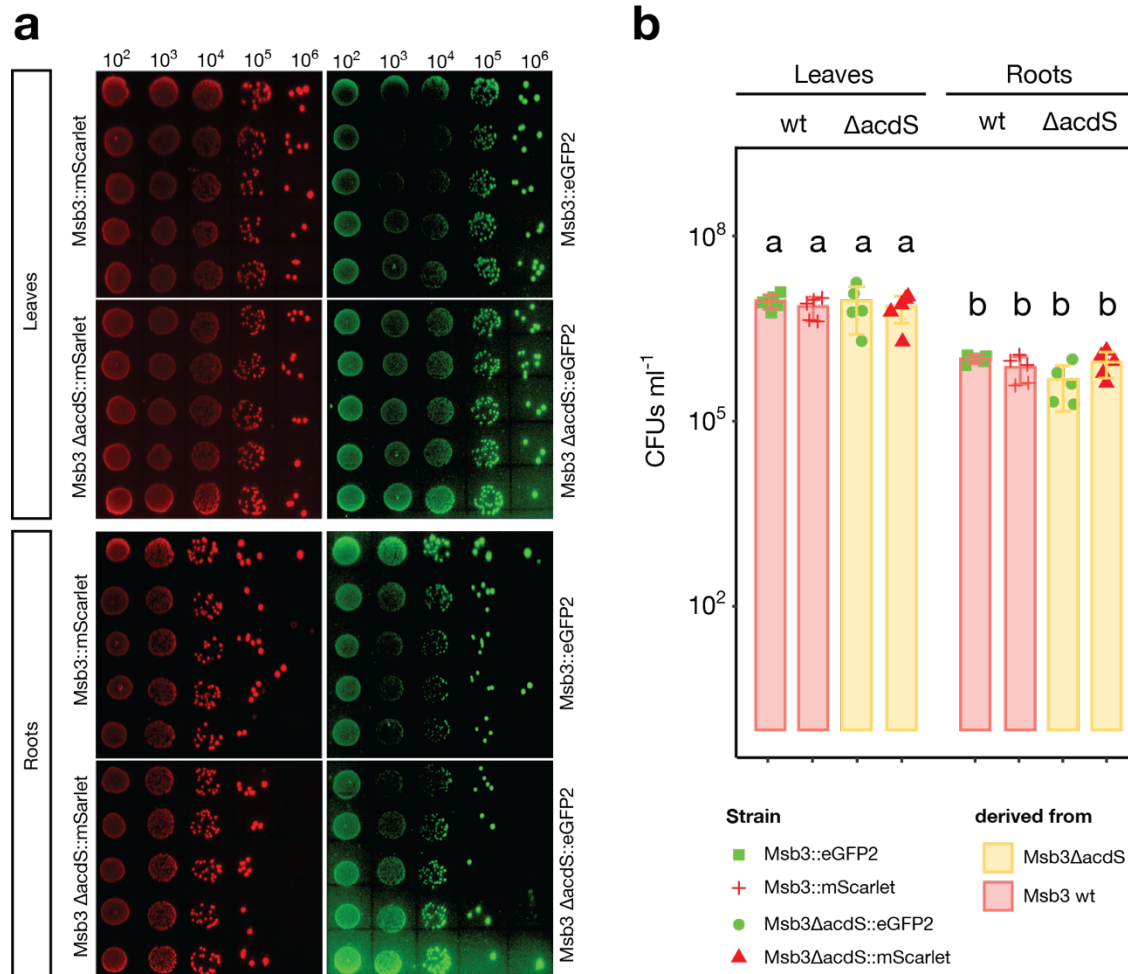 a
10² 10³ 10⁴ 10⁵ 10⁶
10² 10³ 10⁴ 10⁵ 10⁶
Leaves
Msb3::mScarlet
Msb3::eGFP2
Msb3 ΔacdS::mSarlet
Msb3 ΔacdS::eGFP2
Roots
Msb3::mScarlet
Msb3::eGFP2
Msb3 ΔacdS::mSarlet
Msb3 ΔacdS::eGFP2
b
Leaves Roots
wt ΔacdS wt ΔacdS
CFUs ml⁻¹
10⁸
a a a a
b b b b
10⁵
10²
Strain
Msb3::eGFP2
Msb3::mScarlet
Msb3ΔacdS::eGFP2
Msb3ΔacdS::mScarlet
derived from
Msb3ΔacdS
Msb3 wt